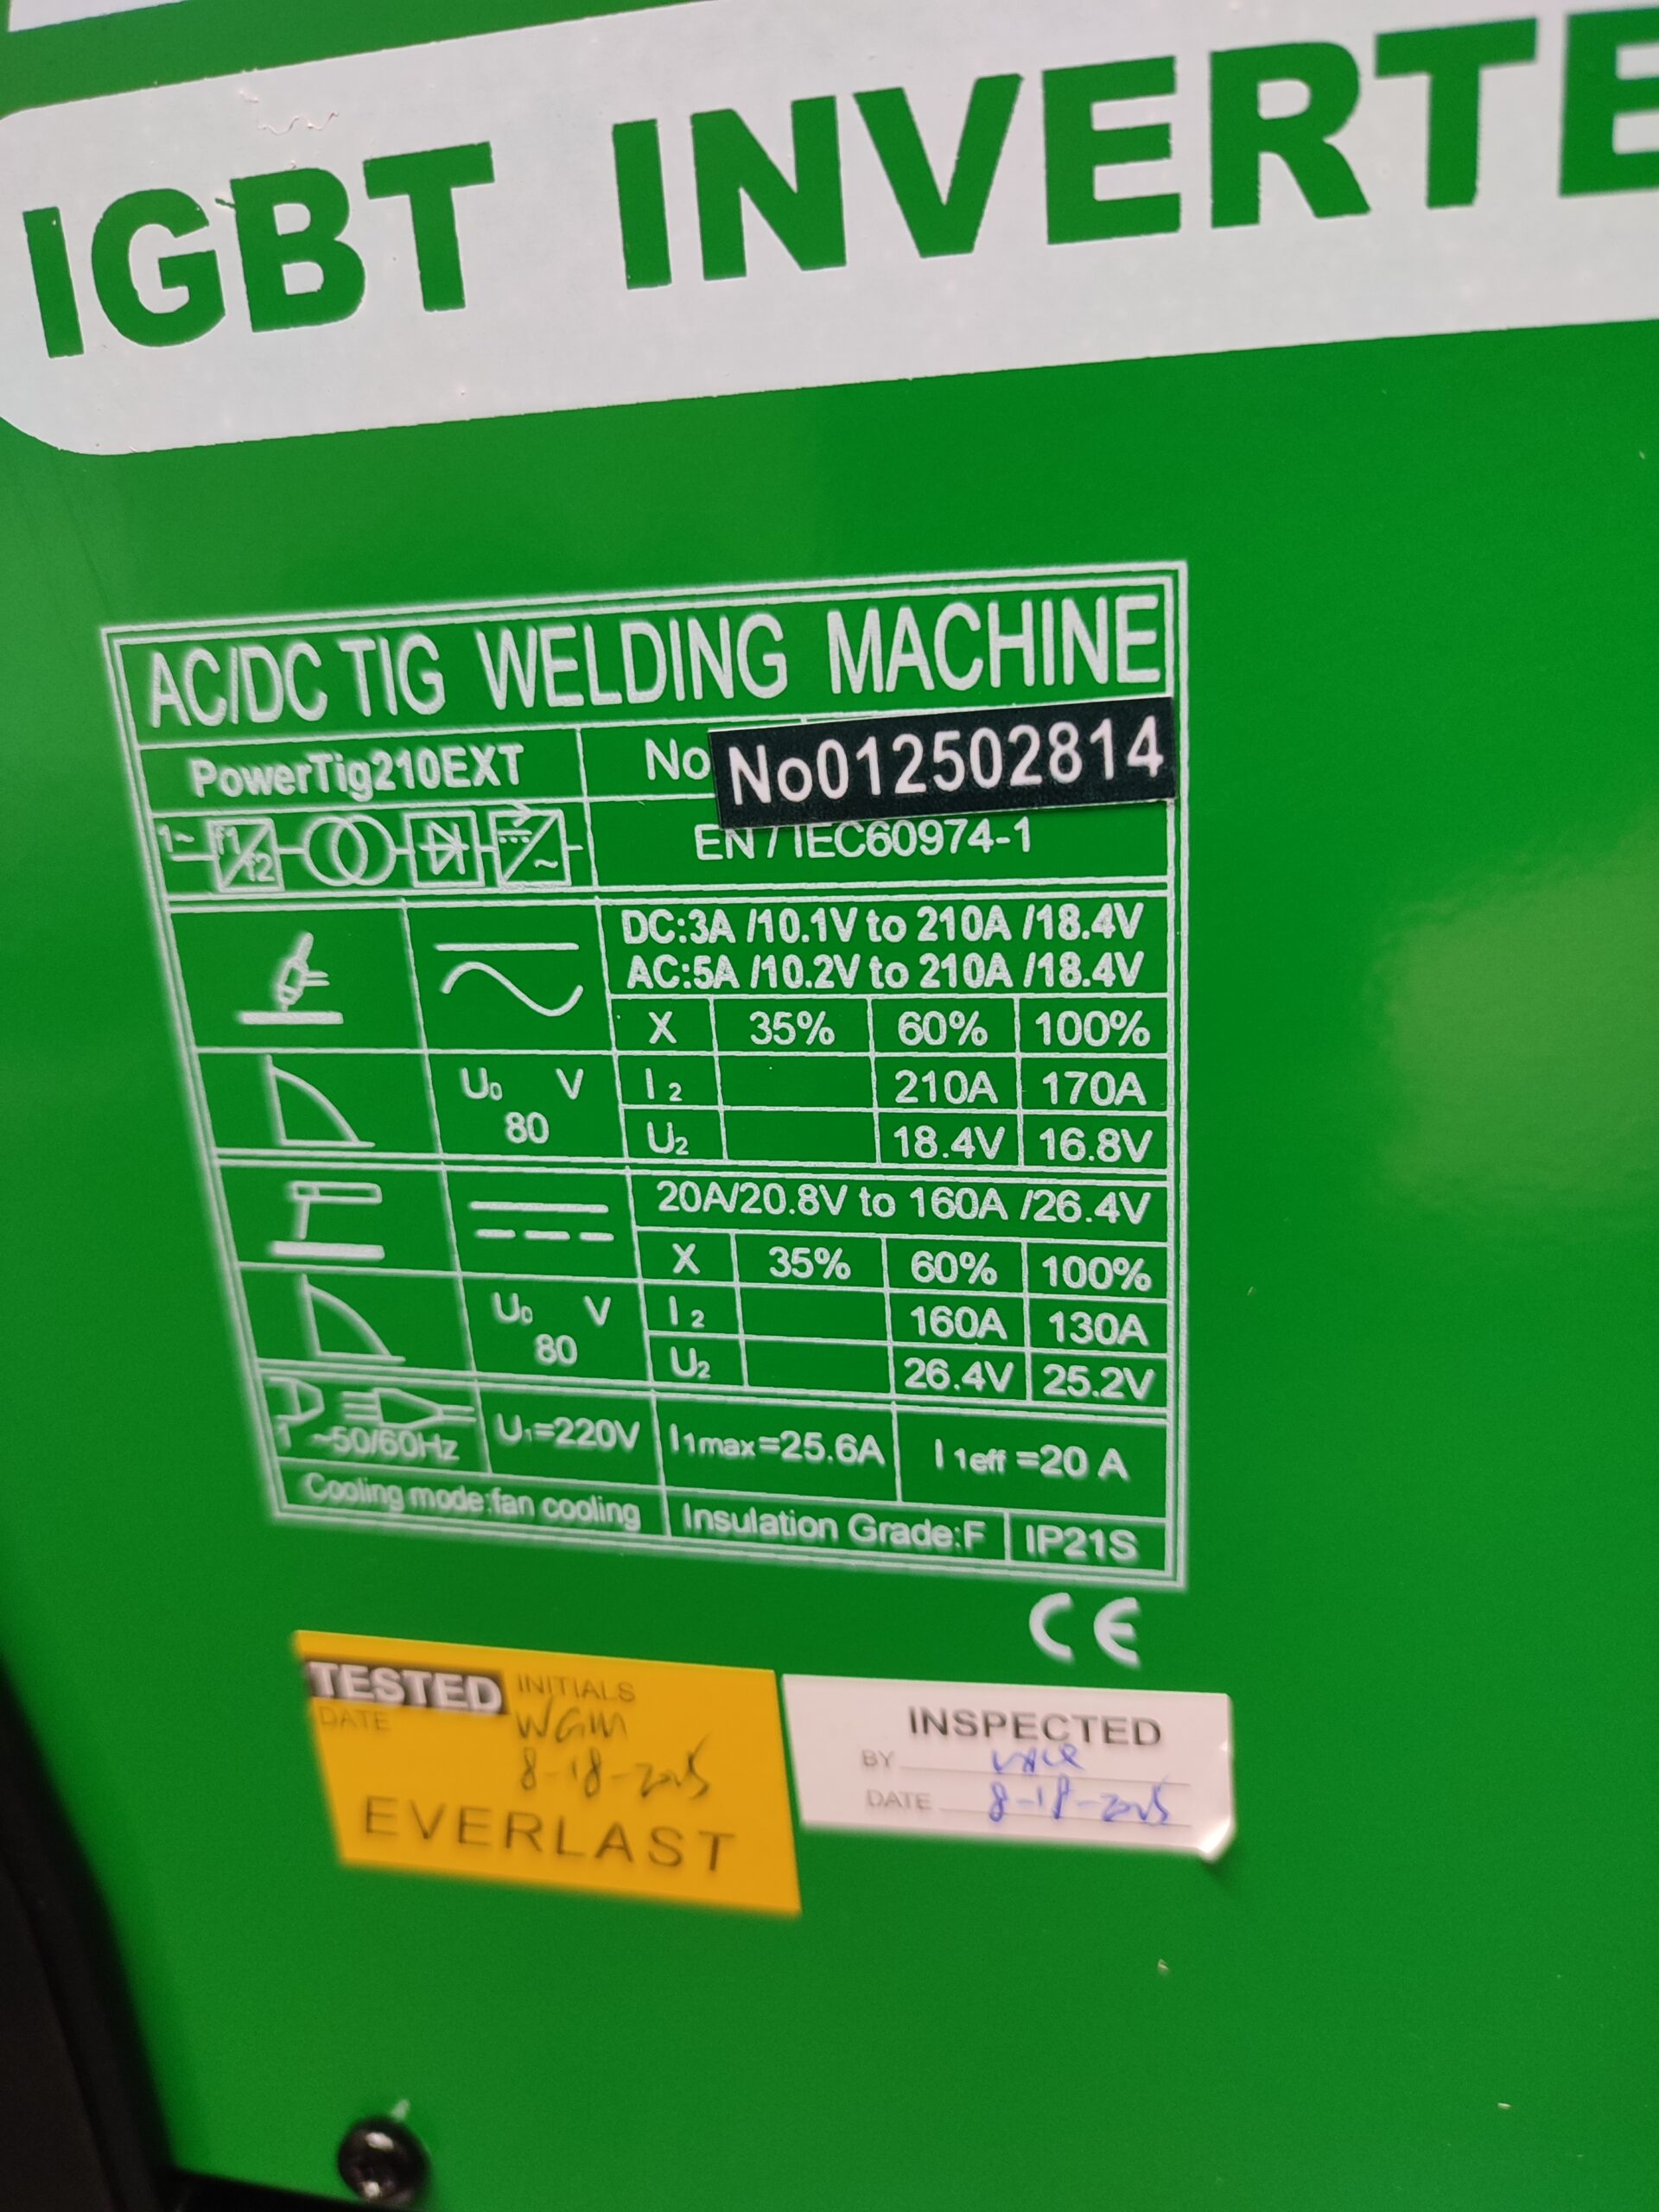 IGBT INVERTE
AC/DC TIG WELDING MACHINE
PowerTig210EXT No No012502814
1~ f1 f2 ~ EN / IEC60974-1
DC:3A /10.1V to 210A /18.4V
AC:5A /10.2V to 210A /18.4V
X 35% 60% 100%
U₀ V I₂ 210A 170A
80 U₂ 18.4V 16.8V
20A/20.8V to 160A /26.4V
X 35% 60% 100%
U₀ V I₂ 160A 130A
80 U₂ 26.4V 25.2V
1 ~50/60Hz U₁=220V I1max=25.6A I1eff =20 A
Cooling mode:fan cooling Insulation Grade:F IP21S
CE
TESTED INITIALS
DATE WGM
8-18-2025
EVERLAST
INSPECTED
BY
DATE 8-18-2025